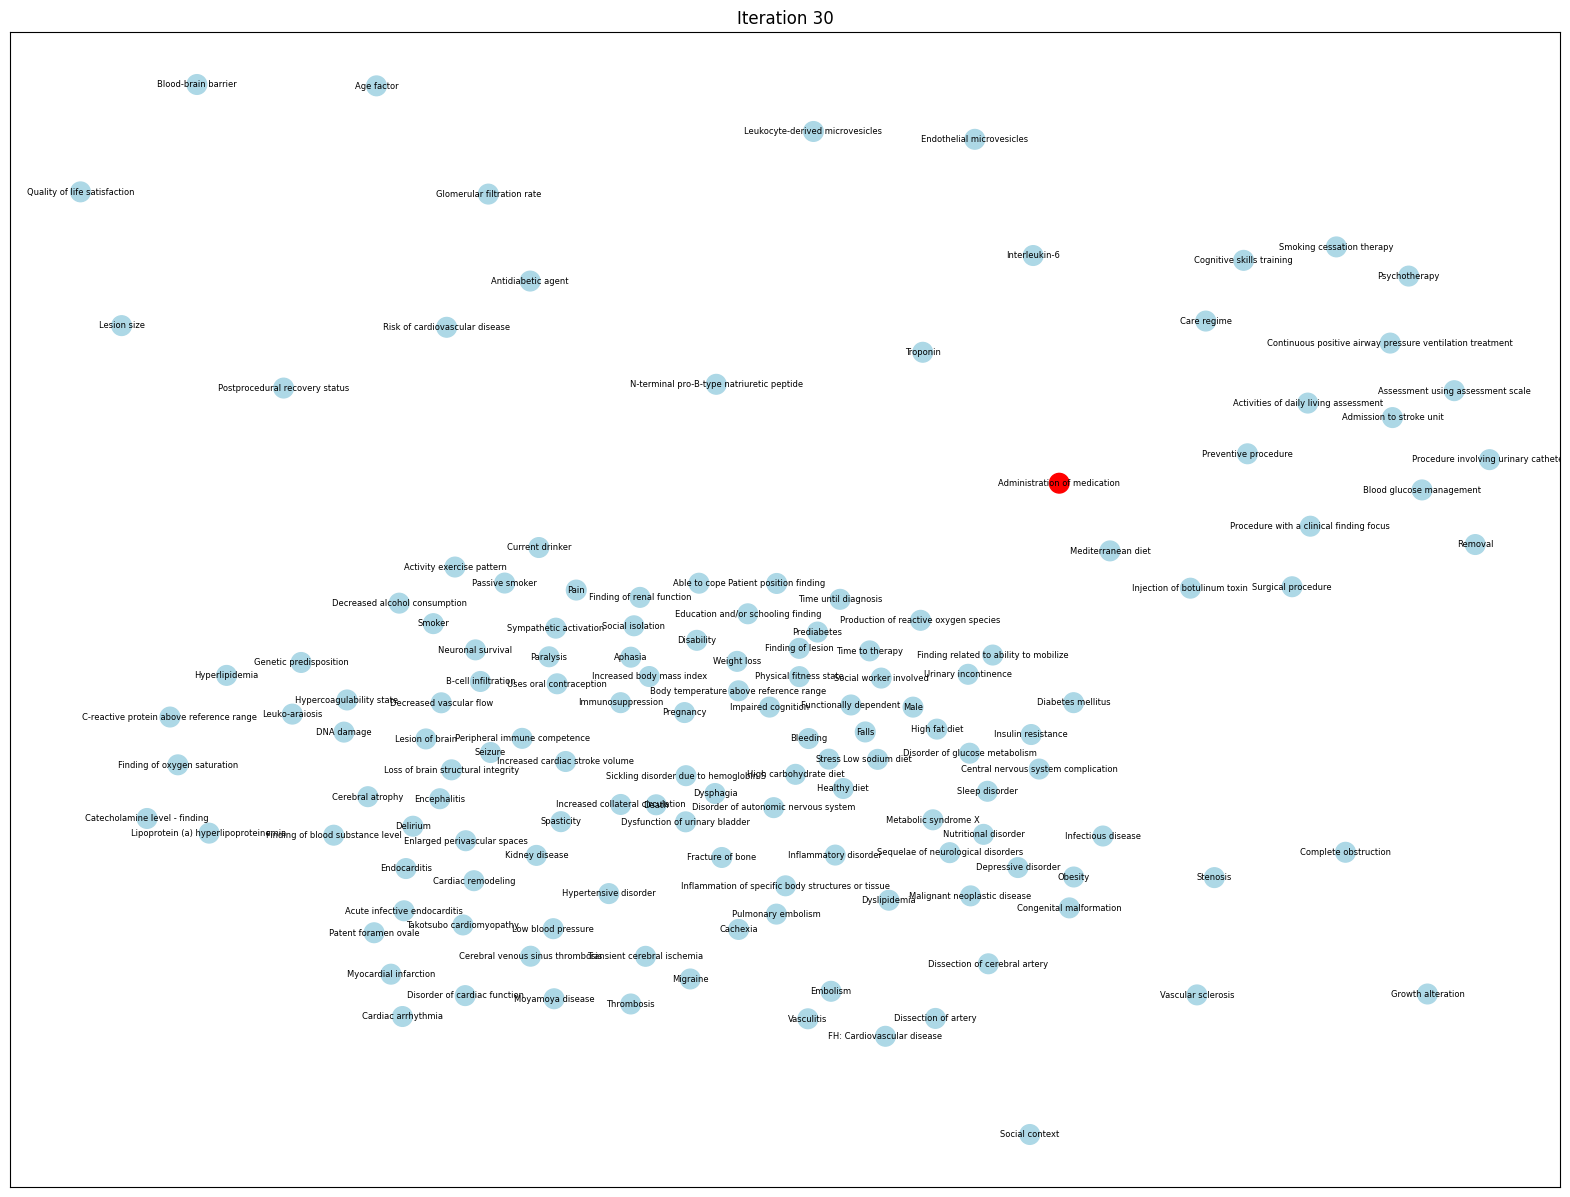 Iteration 30
Blood-brain barrier
Age factor
Leukocyte-derived microvesicles
Endothelial microvesicles
Quality of life satisfaction
Glomerular filtration rate
Smoking cessation therapy
Interleukin-6
Cognitive skills training
Psychotherapy
Antidiabetic agent
Lesion size
Risk of cardiovascular disease
Care regime
Continuous positive airway pressure ventilation treatment
Troponin
Postprocedural recovery status
N-terminal pro-B-type natriuretic peptide
Assessment using assessment scale
Activities of daily living assessment
Admission to stroke unit
Preventive procedure
Procedure involving urinary cathete
Administration of medication
Blood glucose management
Procedure with a clinical finding focus
Current drinker
Mediterranean diet
Removal
Activity exercise pattern
Passive smoker
Pain
Able to cope
Patient position finding
Injection of botulinum toxin
Surgical procedure
Decreased alcohol consumption
Finding of renal function
Time until diagnosis
Smoker
Sympathetic activation
Social isolation
Education and/or schooling finding
Production of reactive oxygen species
Disability
Prediabetes
Neuronal survival
Paralysis
Aphasia
Weight loss
Finding of lesion
Time to therapy
Finding related to ability to mobilize
Genetic predisposition
Hyperlipidemia
B-cell infiltration
Uses oral contraception
Increased body mass index
Physical fitness state
Social worker involved
Urinary incontinence
Body temperature above reference range
Hypercoagulability state
Decreased vascular flow
Immunosuppression
Pregnancy
Impaired cognition
Functionally dependent
Male
Diabetes mellitus
C-reactive protein above reference range
Leuko-araiosis
DNA damage
Lesion of brain
Peripheral immune competence
Bleeding
Falls
High fat diet
Insulin resistance
Seizure
Increased cardiac stroke volume
Stress
Low sodium diet
Disorder of glucose metabolism
Finding of oxygen saturation
Loss of brain structural integrity
Sickling disorder due to hemoglobin S
High carbohydrate diet
Central nervous system complication
Cerebral atrophy
Encephalitis
Dysphagia
Healthy diet
Sleep disorder
Increased collateral circulation
Death
Disorder of autonomic nervous system
Catecholamine level - finding
Lipoprotein (a) hyperlipoproteinemia
Finding of blood substance level
Delirium
Spasticity
Dysfunction of urinary bladder
Metabolic syndrome X
Nutritional disorder
Infectious disease
Enlarged perivascular spaces
Kidney disease
Fracture of bone
Inflammatory disorder
Sequelae of neurological disorders
Complete obstruction
Endocarditis
Depressive disorder
Cardiac remodeling
Obesity
Stenosis
Hypertensive disorder
Inflammation of specific body structures or tissue
Dyslipidemia
Malignant neoplastic disease
Acute infective endocarditis
Pulmonary embolism
Congenital malformation
Patent foramen ovale
Takotsubo cardiomyopathy
Low blood pressure
Cachexia
Cerebral venous sinus thrombosis
Transient cerebral ischemia
Dissection of cerebral artery
Myocardial infarction
Migraine
Disorder of cardiac function
Moyamoya disease
Thrombosis
Embolism
Vascular sclerosis
Growth alteration
Cardiac arrhythmia
Vasculitis
Dissection of artery
FH: Cardiovascular disease
Social context